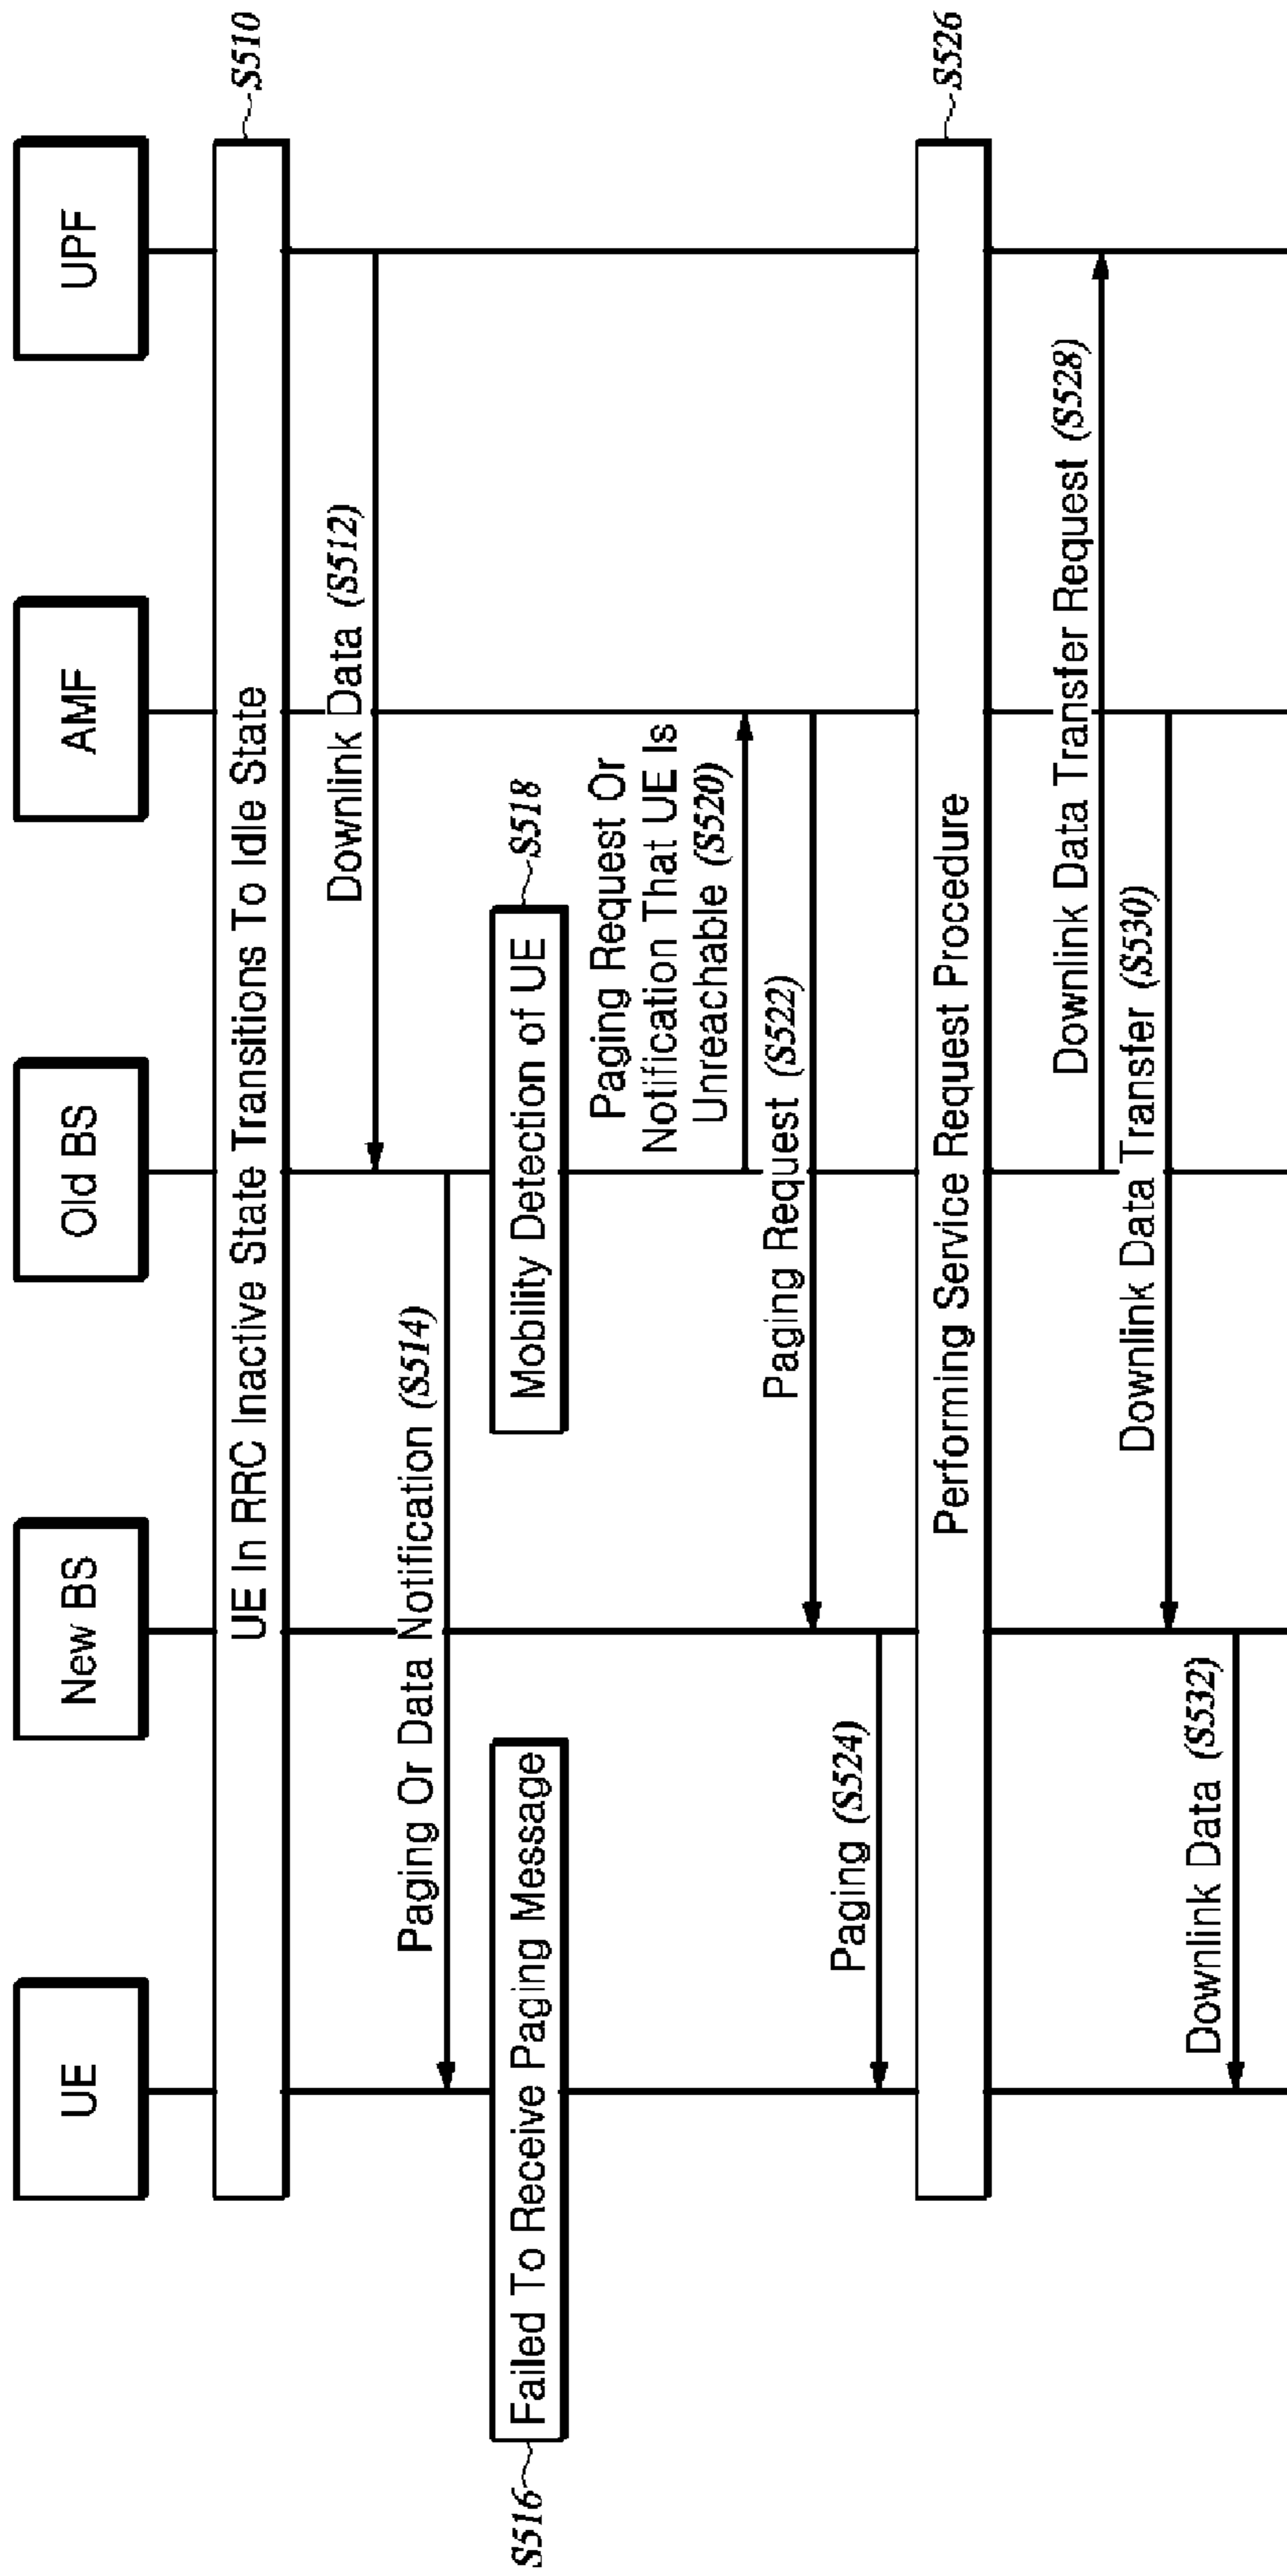 UE
New BS
Old BS
AMF
UPF
UE In RRC Inactive State Transitions To Idle State
S510
Downlink Data (S512)
Paging Or Data Notification (S514)
S516
Failed To Receive Paging Message
Mobility Detection of UE
S518
Paging Request Or
Notification That UE Is
Unreachable (S520)
Paging Request (S522)
Paging (S524)
Performing Service Request Procedure
S526
Downlink Data Transfer Request (S528)
Downlink Data Transfer (S530)
Downlink Data (S532)